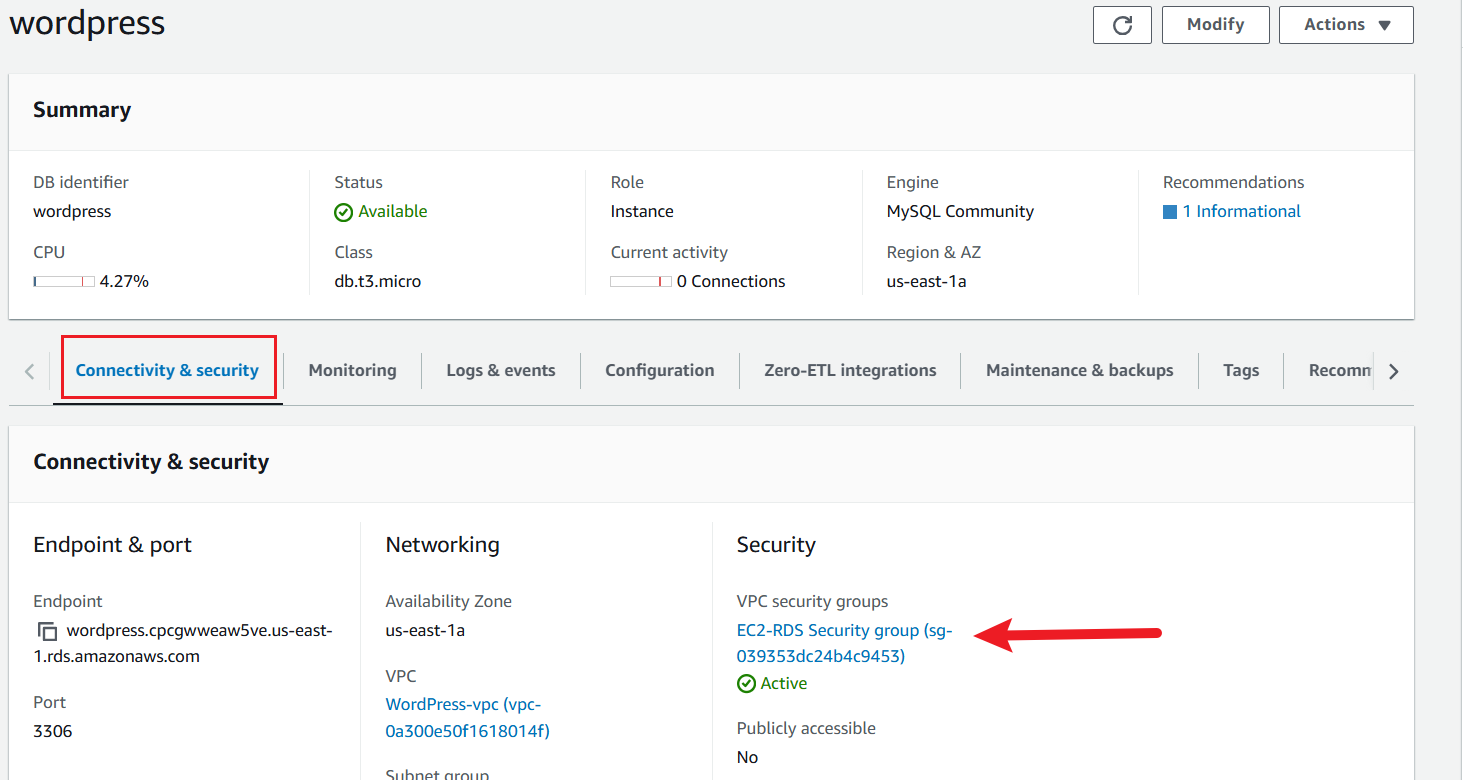 wordpress
Modify
Actions
Summary
DB identifier
wordpress
Status
Available
Role
Instance
Engine
MySQL Community
Recommendations
1 Informational
CPU
4.27%
Class
db.t3.micro
Current activity
0 Connections
Region & AZ
us-east-1a
Connectivity & security
Monitoring
Logs & events
Configuration
Zero-ETL integrations
Maintenance & backups
Tags
Recomm
Connectivity & security
Endpoint & port
Endpoint
wordpress.cpcgwweaw5ve.us-east-
1.rds.amazonaws.com
Port
3306
Networking
Availability Zone
us-east-1a
VPC
WordPress-vpc (vpc-
0a300e50f1618014f)
Subnet group
Security
VPC security groups
EC2-RDS Security group (sg-
039353dc24b4c9453)
Active
Publicly accessible
No